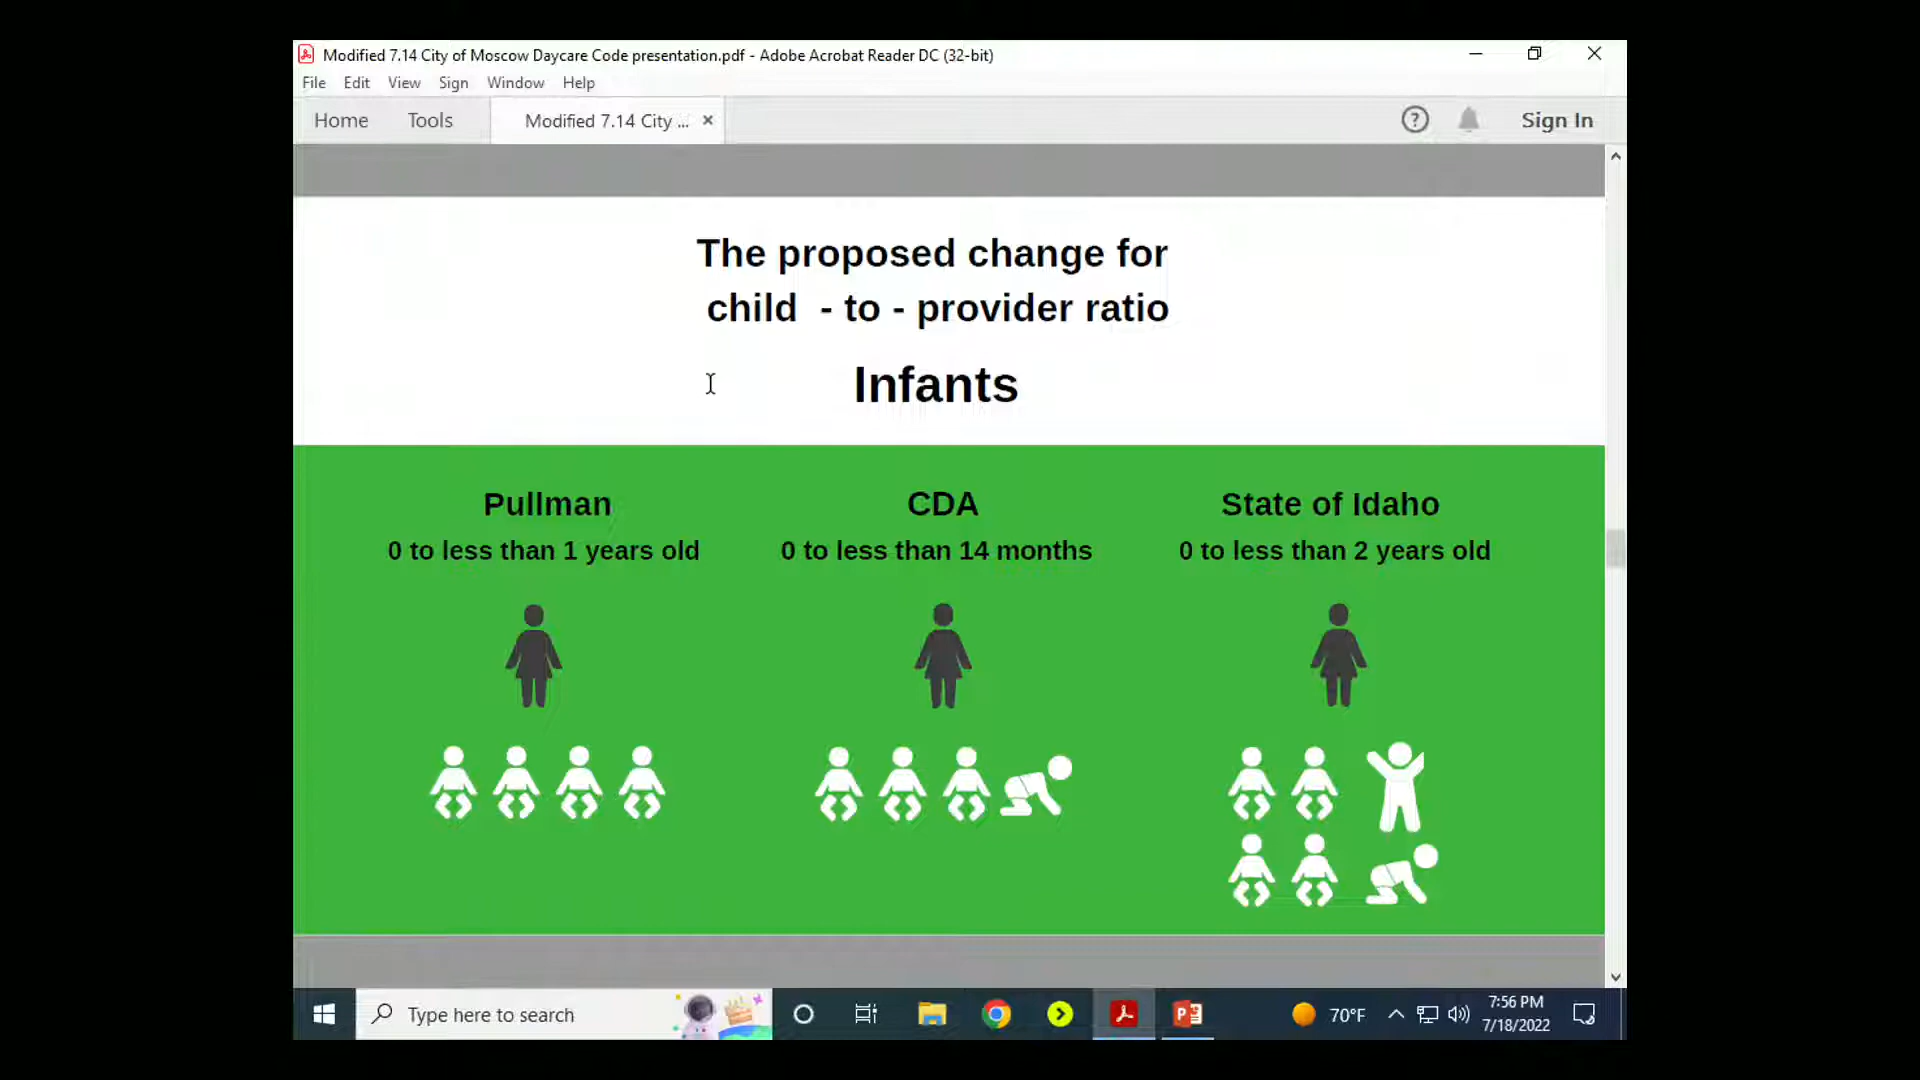 Modified 7.14 City of Moscow Daycare Code presentation.pdf - Adobe Acrobat Reader DC (32-bit)
File Edit View Sign Window Help
Home Tools Modified 7.14 City ... × ? Sign In
The proposed change for
child - to - provider ratio
Infants
Pullman
0 to less than 1 years old
CDA
0 to less than 14 months
State of Idaho
0 to less than 2 years old
Type here to search
70°F
7:56 PM
7/18/2022